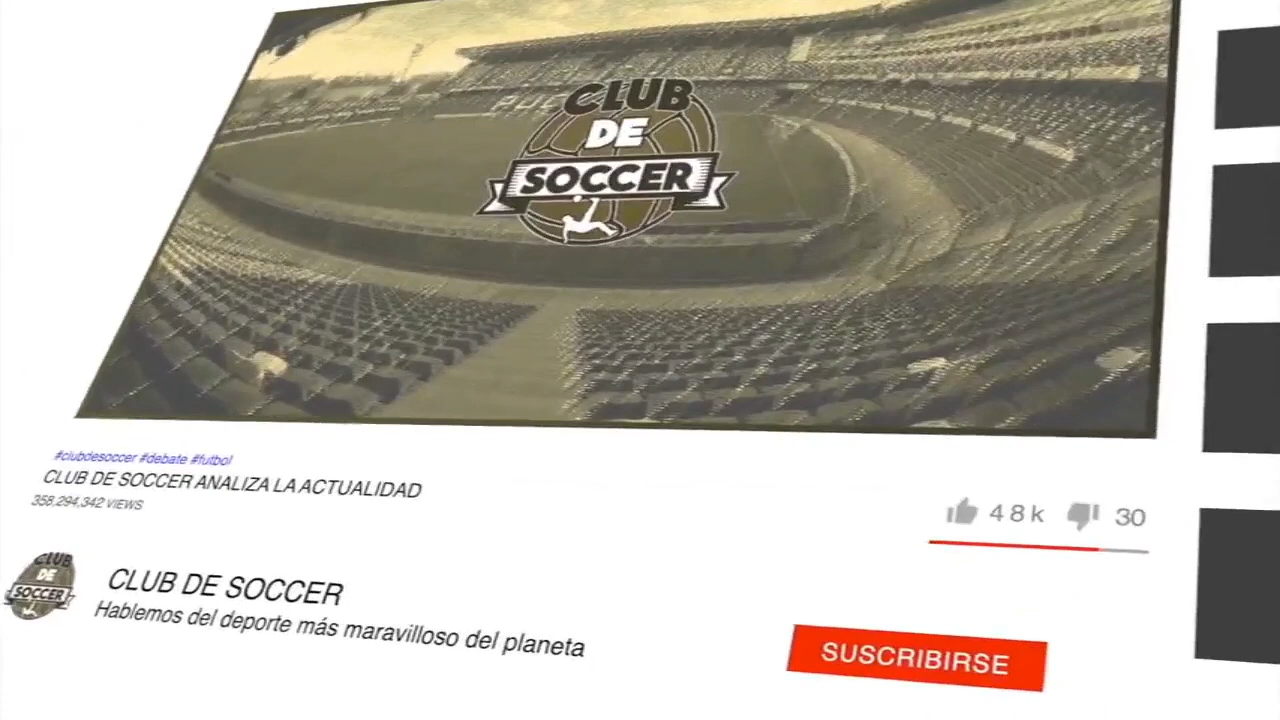 CLUB
DE
SOCCER
#clubdesoccer #debate #futbol
CLUB DE SOCCER ANALIZA LA ACTUALIDAD
358,294,342 VIEWS
48k
30
CLUB
DE
SOCCER
CLUB DE SOCCER
Hablemos del deporte más maravilloso del planeta
SUSCRIBIRSE